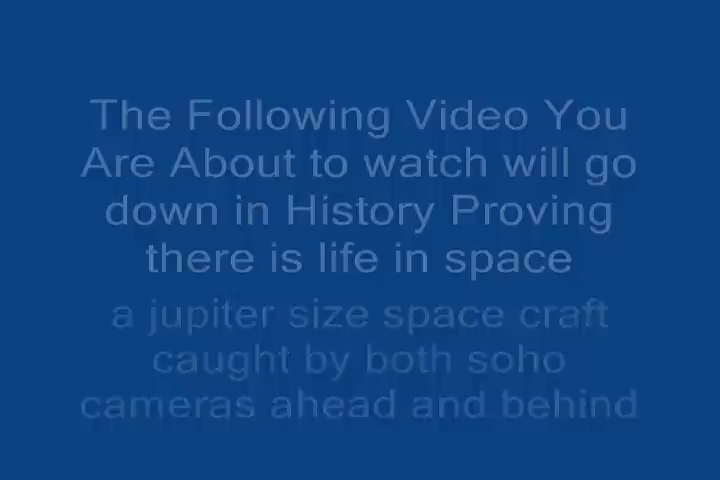 The Following Video You
Are About to watch will go
down in History Proving
there is life in space
a jupiter size space craft
caught by both soho
cameras ahead and behind